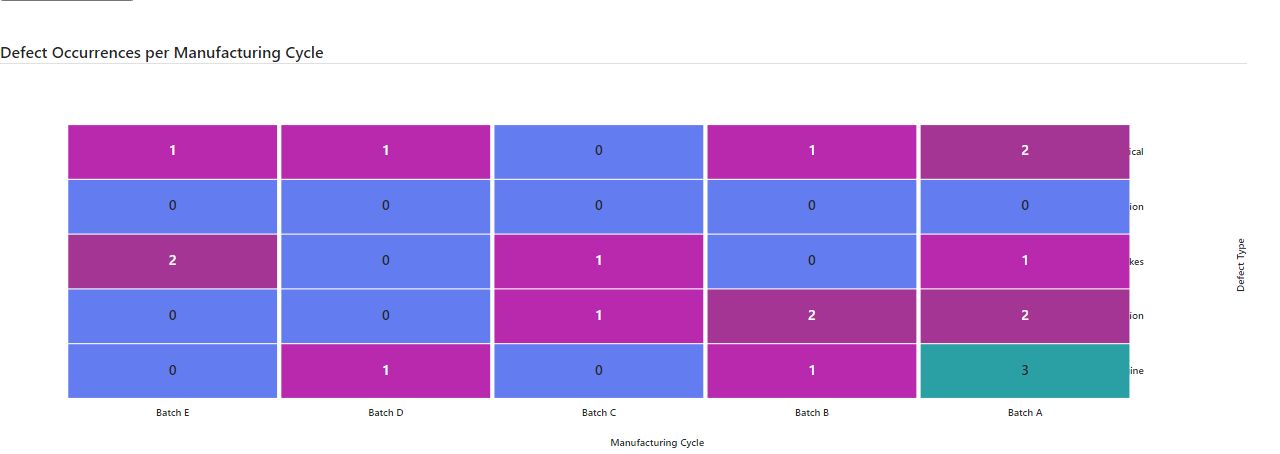 Defect Occurrences per Manufacturing Cycle
1 1 0 1 2 ical
0 0 0 0 0 ion
2 0 1 0 1 kes
0 0 1 2 2 ion
0 1 0 1 3 ine
Defect Type
Batch E Batch D Batch C Batch B Batch A
Manufacturing Cycle